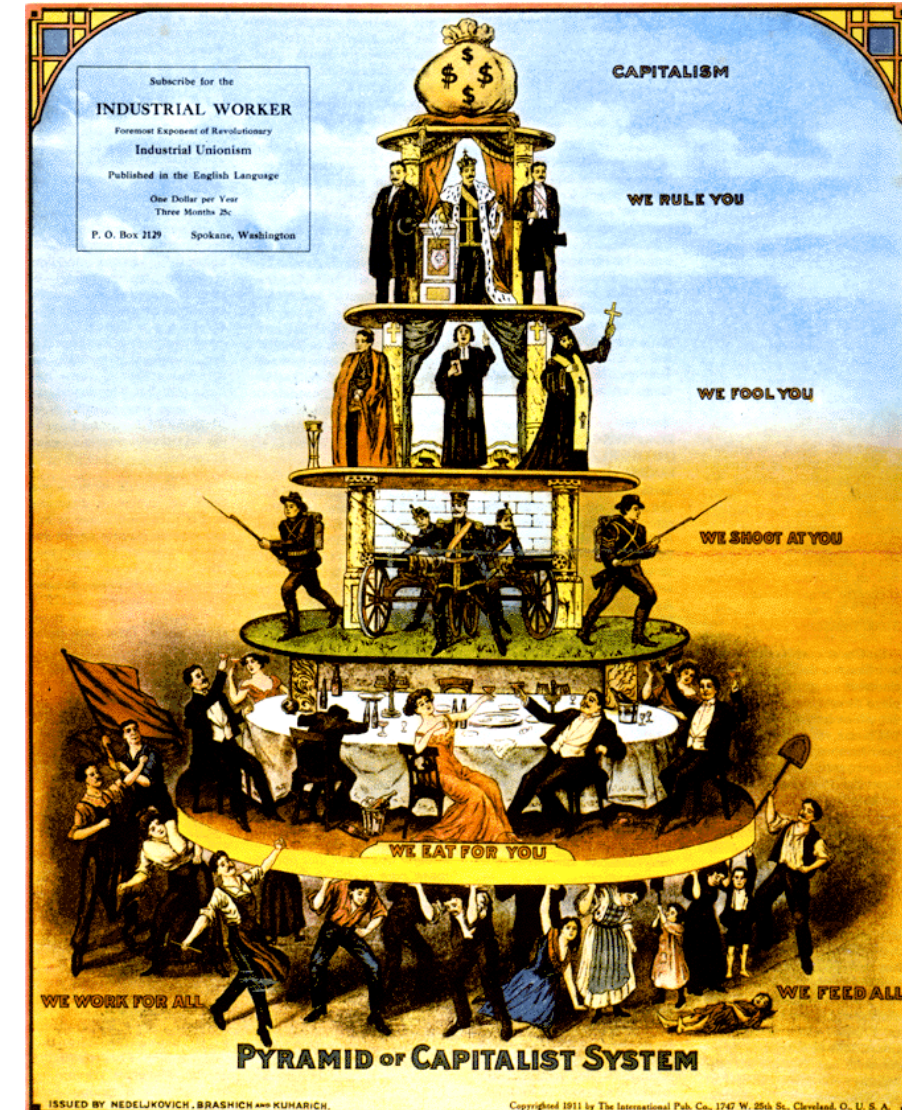 Subscribe for the
INDUSTRIAL WORKER
Foremost Exponent of Revolutionary
Industrial Unionism
Published in the English Language
One Dollar per Year
Three Months 25c
P. O. Box 2129 Spokane, Washington
$
$ $
$
CAPITALISM
WE RULE YOU
WE FOOL YOU
WE SHOOT AT YOU
WE EAT FOR YOU
WE WORK FOR ALL
WE FEED ALL
PYRAMID OF CAPITALIST SYSTEM
ISSUED BY NEDELJKOVICH, BRASHICH AND KUHARICH.
Copyrighted 1911 by The International Pub. Co., 1747 W. 25th St., Cleveland, O., U. S. A.